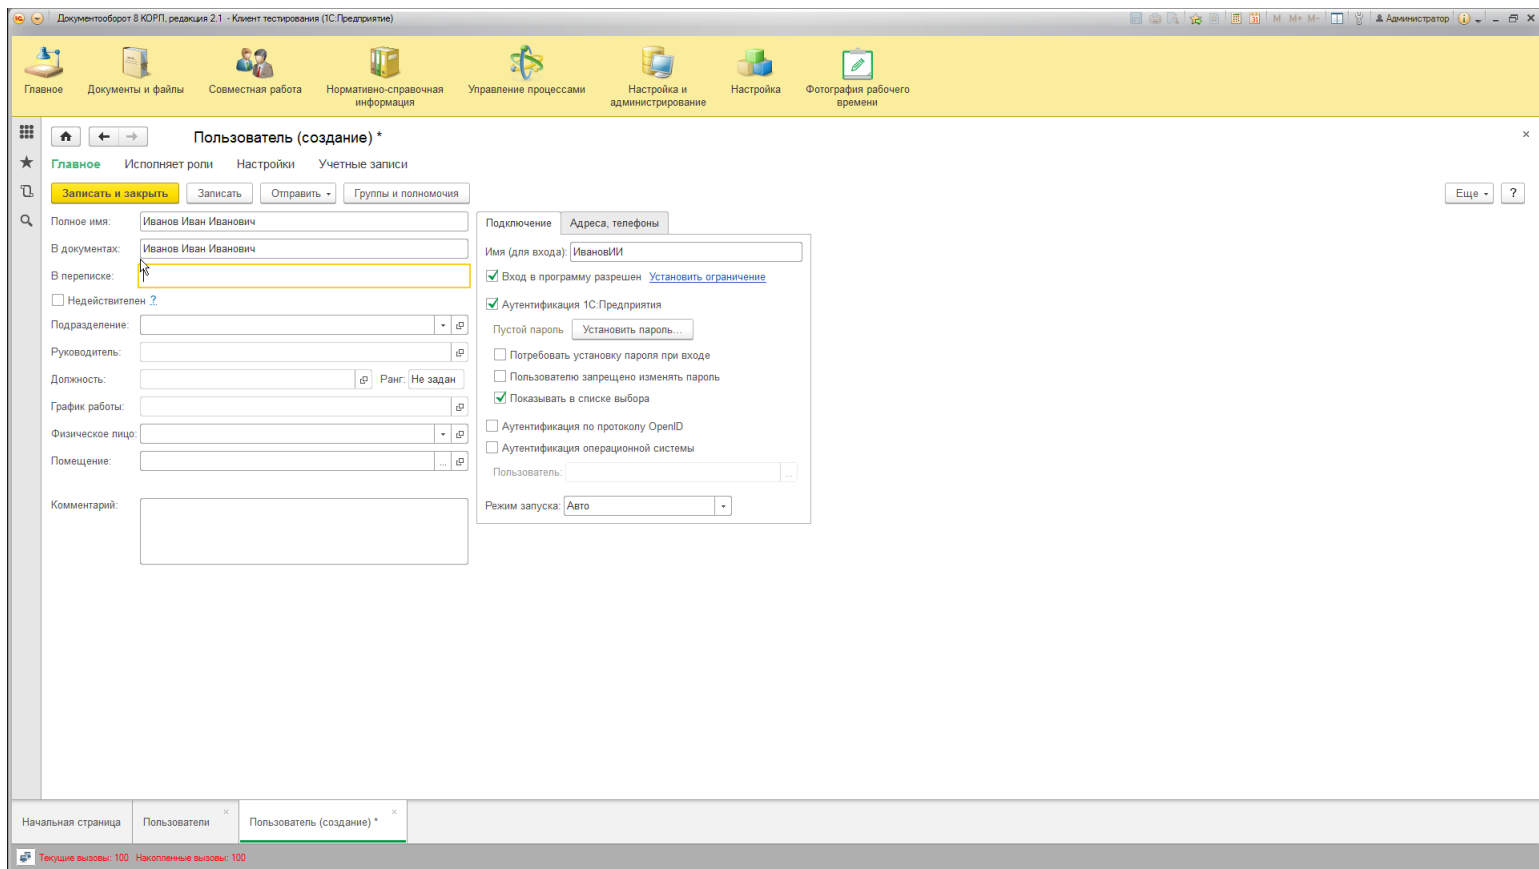 Документооборот 8 КОРП, редакция 2.1 - Клиент тестирования (1С:Предприятие)
M M+ M-
Администратор
Главное
Документы и файлы
Совместная работа
Нормативно-справочная
информация
Управление процессами
Настройка и
администрирование
Настройка
Фотография рабочего
времени
Пользователь (создание) *
Главное Исполняет роли Настройки Учетные записи
Записать и закрыть Записать Отправить Группы и полномочия Еще ?
Полное имя: Иванов Иван Иванович
В документах: Иванов Иван Иванович
В переписке:
Недействителен ?
Подразделение:
Руководитель:
Должность: Ранг: Не задан
График работы:
Физическое лицо:
Помещение: ...
Комментарий:
Подключение Адреса, телефоны
Имя (для входа): ИвановИИ
Вход в программу разрешен Установить ограничение
Аутентификация 1С:Предприятия
Пустой пароль Установить пароль...
Потребовать установку пароля при входе
Пользователю запрещено изменять пароль
Показывать в списке выбора
Аутентификация по протоколу OpenID
Аутентификация операционной системы
Пользователь: ...
Режим запуска: Авто
Начальная страница Пользователи Пользователь (создание) *
Текущие вызовы: 100 Накопленные вызовы: 100